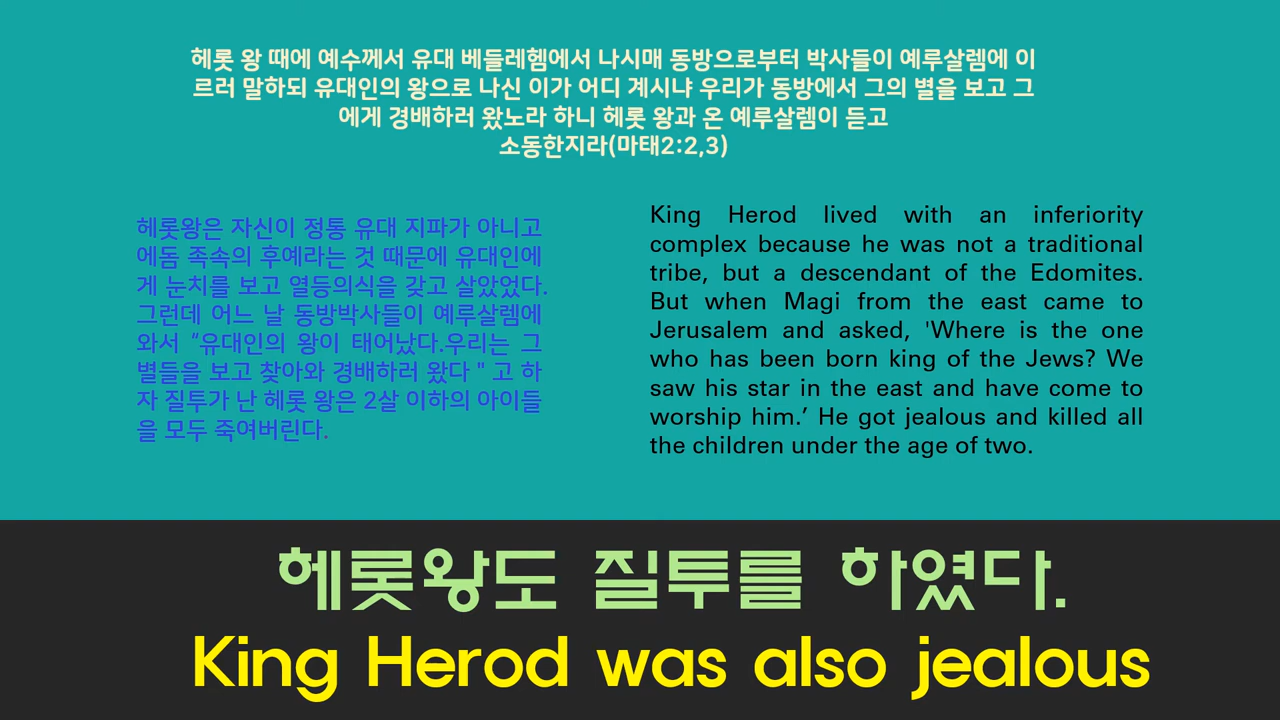 헤롯 왕 때에 예수께서 유대 베들레헴에서 나시매 동방으로부터 박사들이 예루살렘에 이
르러 말하되 유대인의 왕으로 나신 이가 어디 계시냐 우리가 동방에서 그의 별을 보고 그
에게 경배하러 왔노라 하니 헤롯 왕과 온 예루살렘이 듣고
소동한지라(마태2:2,3)
헤롯왕은 자신이 정통 유대 지파가 아니고
에돔 족속의 후예라는 것 때문에 유대인에
게 눈치를 보고 열등의식을 갖고 살았었다.
그런데 어느 날 동방박사들이 예루살렘에
와서 “유대인의 왕이 태어났다.우리는 그
별들을 보고 찾아와 경배하러 왔다 " 고 하
자 질투가 난 헤롯 왕은 2살 이하의 아이들
을 모두 죽여버린다.
King Herod lived with an inferiority
complex because he was not a traditional
tribe, but a descendant of the Edomites.
But when Magi from the east came to
Jerusalem and asked, 'Where is the one
who has been born king of the Jews? We
saw his star in the east and have come to
worship him.’ He got jealous and killed all
the children under the age of two.
헤롯왕도 질투를 하였다.
King Herod was also jealous